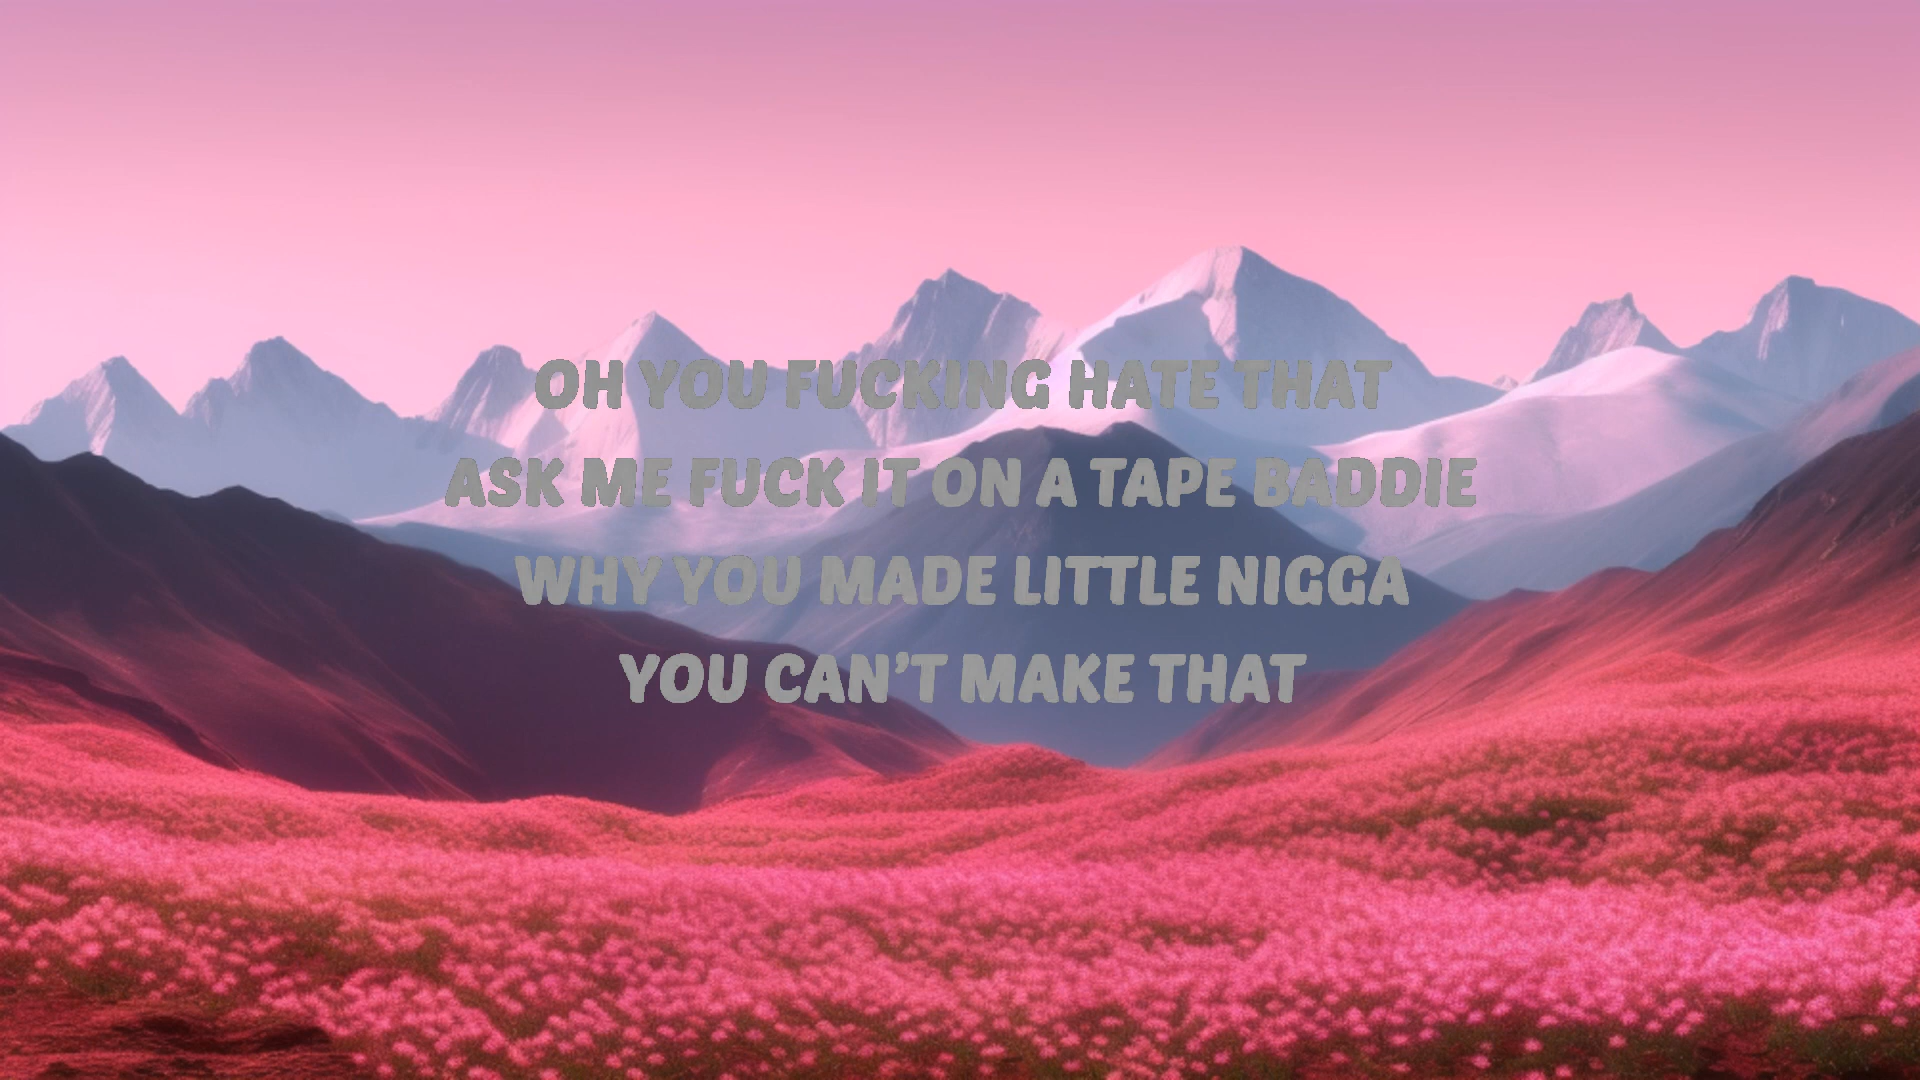 OH YOU FUCKING HATE THAT
ASK ME FUCK IT ON A TAPE BADDIE
WHY YOU MADE LITTLE NIGGA
YOU CAN’T MAKE THAT